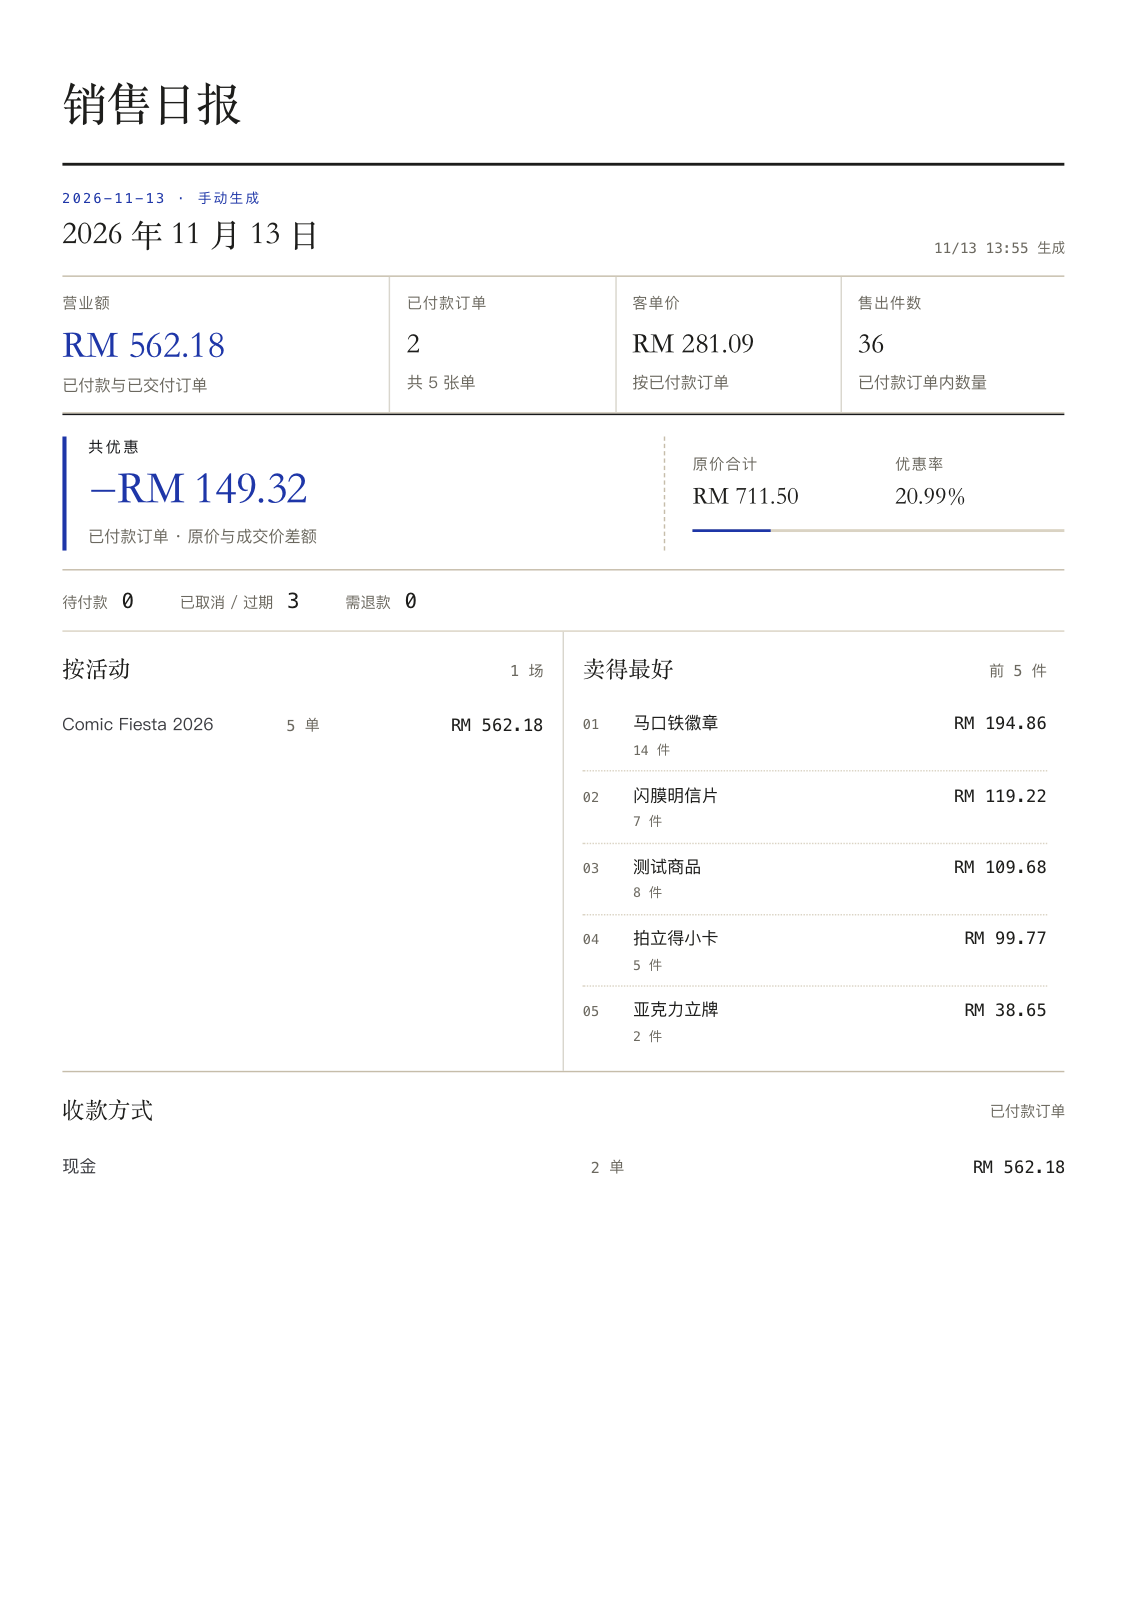 销售日报
2026-11-13 · 手动生成
2026 年 11 月 13 日
11/13 13:55 生成
营业额
RM 562.18
已付款与已交付订单
已付款订单
2
共 5 张单
客单价
RM 281.09
按已付款订单
售出件数
36
已付款订单内数量
共优惠
−RM 149.32
已付款订单 · 原价与成交价差额
原价合计
RM 711.50
优惠率
20.99%
待付款 0 已取消 / 过期 3 需退款 0
按活动 1 场
Comic Fiesta 2026 5 单 RM 562.18
卖得最好 前 5 件
01 马口铁徽章 RM 194.86
14 件
02 闪膜明信片 RM 119.22
7 件
03 测试商品 RM 109.68
8 件
04 拍立得小卡 RM 99.77
5 件
05 亚克力立牌 RM 38.65
2 件
收款方式 已付款订单
现金 2 单 RM 562.18